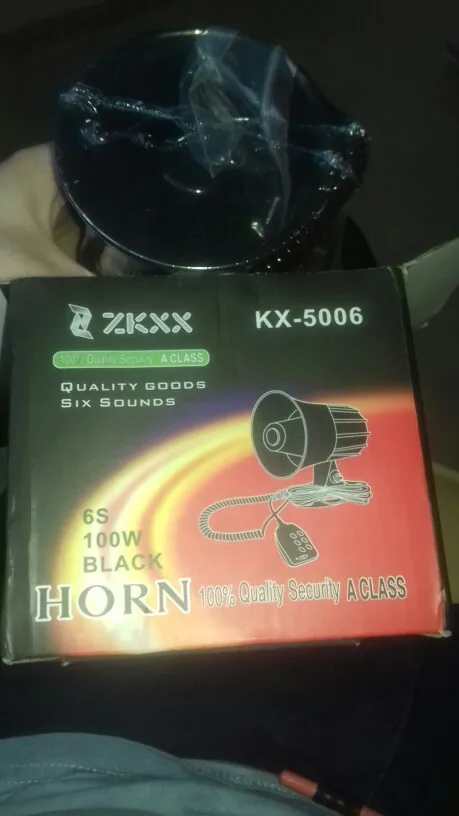 ZKXX
KX-5006
100% Quality Security A CLASS
QUALITY GOODS
SIX SOUNDS
6S
100W
BLACK
HORN 100% Quality Security A CLASS